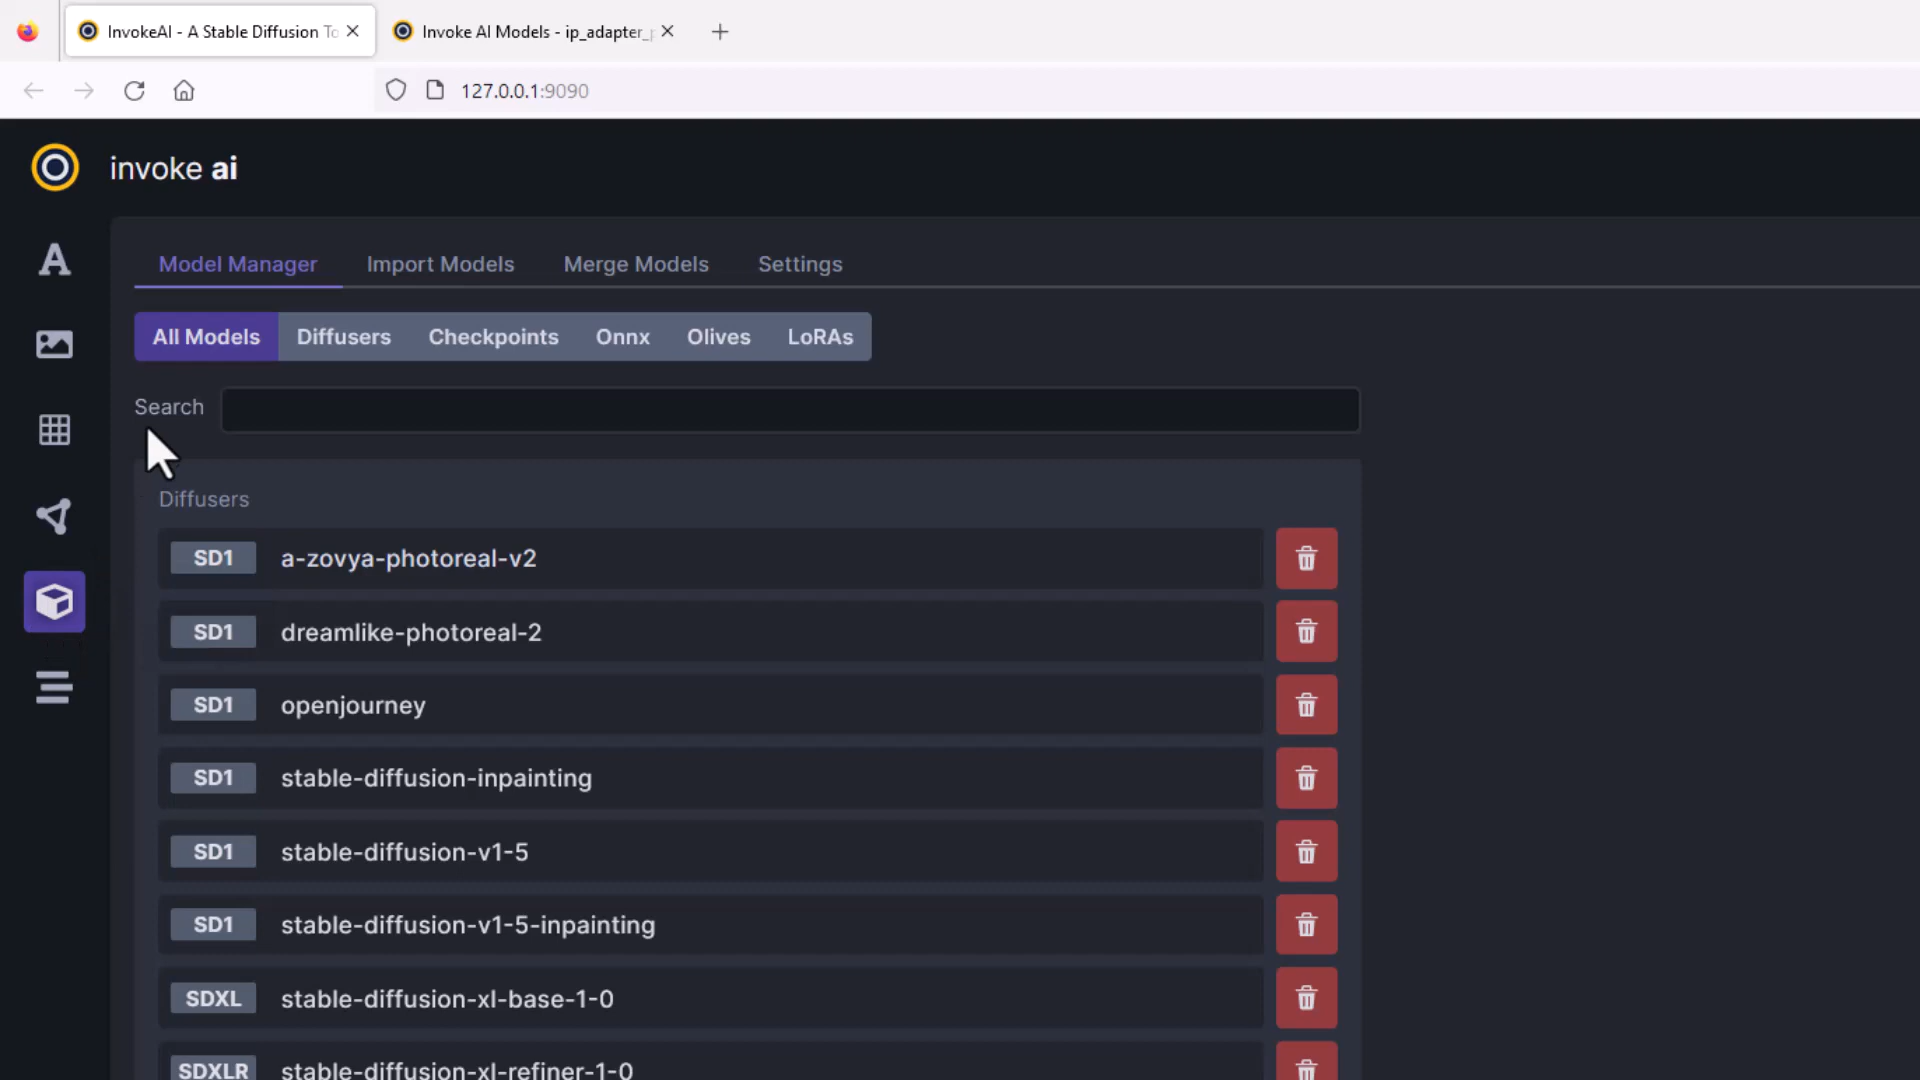 InvokeAI - A Stable Diffusion To
Invoke AI Models - ip_adapter_p
127.0.0.1:9090
invoke ai
Model Manager Import Models Merge Models Settings
All Models Diffusers Checkpoints Onnx Olives LoRAs
Search
Diffusers
SD1 a-zovya-photoreal-v2
SD1 dreamlike-photoreal-2
SD1 openjourney
SD1 stable-diffusion-inpainting
SD1 stable-diffusion-v1-5
SD1 stable-diffusion-v1-5-inpainting
SDXL stable-diffusion-xl-base-1-0
SDXLR stable-diffusion-xl-refiner-1-0